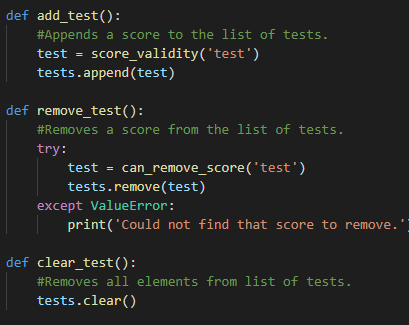 def add_test():
    #Appends a score to the list of tests.
    test = score_validity('test')
    tests.append(test)
def remove_test():
    #Removes a score from the list of tests.
    try:
        test = can_remove_score('test')
        tests.remove(test)
    except ValueError:
        print('Could not find that score to remove.')
def clear_test():
    #Removes all elements from list of tests.
    tests.clear()